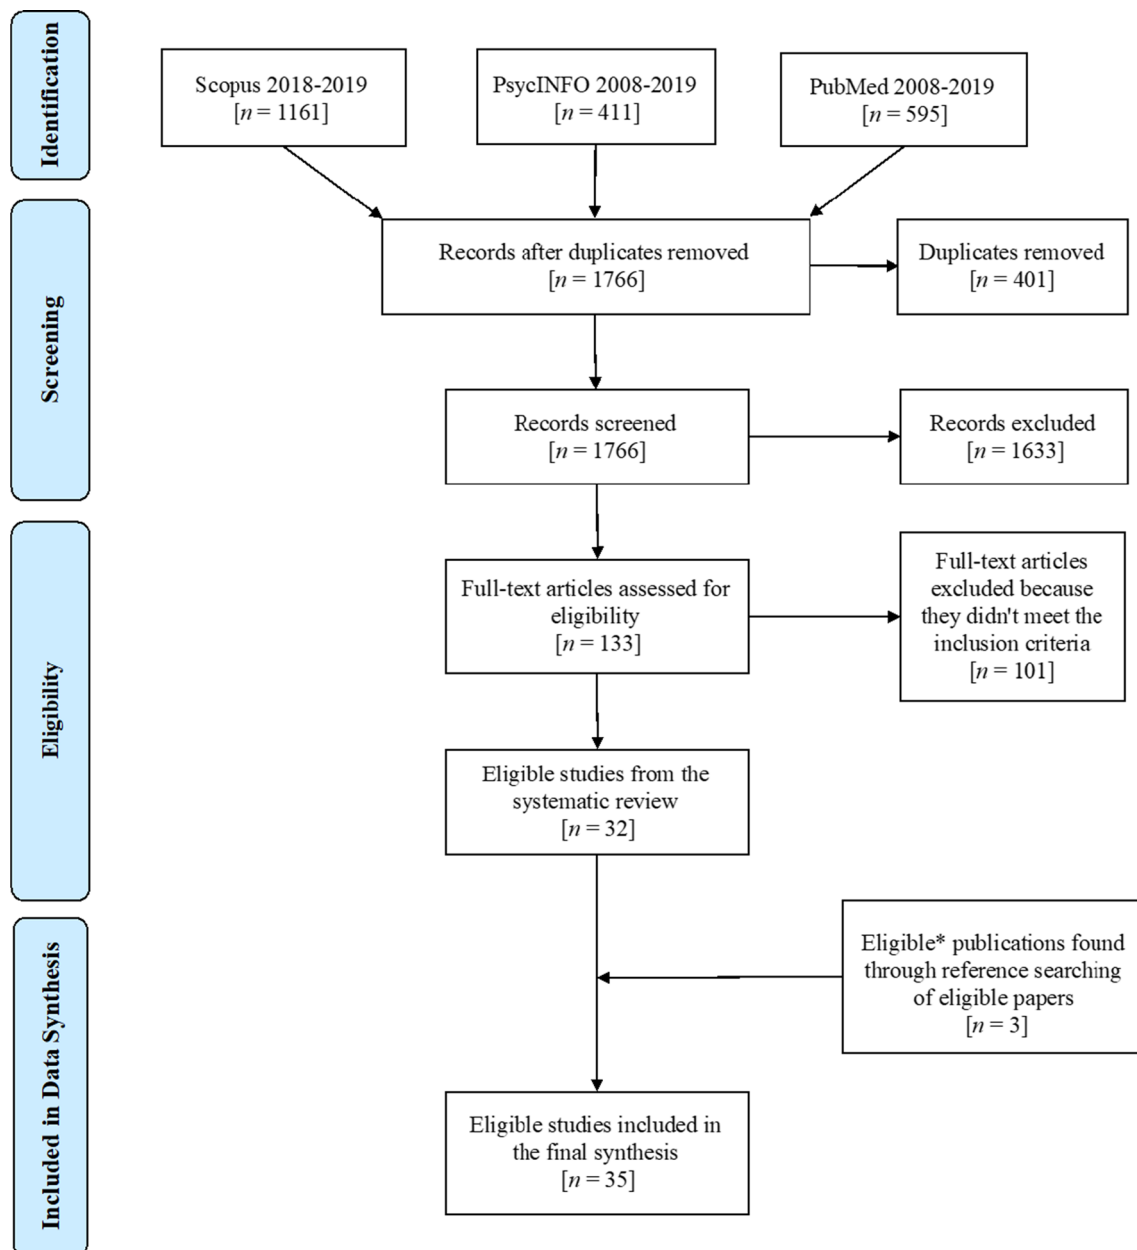 Identification
Scopus 2018-2019
[n = 1161]
PsycINFO 2008-2019
[n = 411]
PubMed 2008-2019
[n = 595]
Screening
Records after duplicates removed
[n = 1766]
Duplicates removed
[n = 401]
Records screened
[n = 1766]
Records excluded
[n = 1633]
Eligibility
Full-text articles assessed for
eligibility
[n = 133]
Full-text articles
excluded because
they didn't meet the
inclusion criteria
[n = 101]
Eligible studies from the
systematic review
[n = 32]
Included in Data Synthesis
Eligible* publications found
through reference searching
of eligible papers
[n = 3]
Eligible studies included in
the final synthesis
[n = 35]